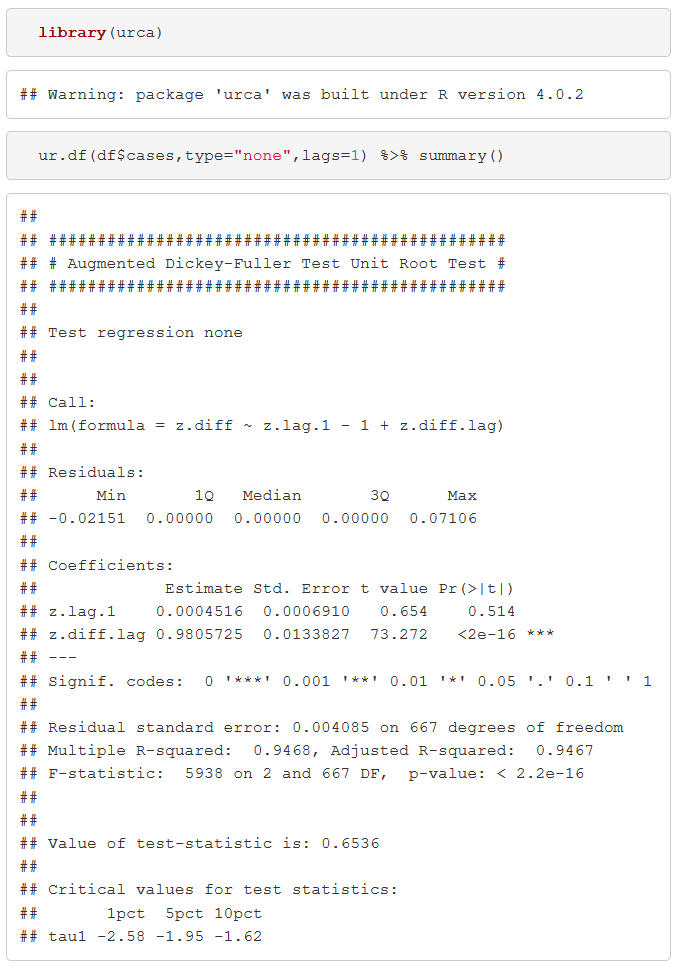 library(urca)
## Warning: package 'urca' was built under R version 4.0.2
ur.df(df$cases,type="none",lags=1) %>% summary()
##
## ###############################################
## # Augmented Dickey-Fuller Test Unit Root Test #
## ###############################################
##
## Test regression none
##
##
## Call:
## lm(formula = z.diff ~ z.lag.1 - 1 + z.diff.lag)
##
## Residuals:
##      Min       1Q   Median       3Q      Max
## -0.02151  0.00000  0.00000  0.00000  0.07106
##
## Coefficients:
##             Estimate Std. Error t value Pr(>|t|)
## z.lag.1    0.0004516  0.0006910   0.654    0.514
## z.diff.lag 0.9805725  0.0133827  73.272   <2e-16 ***
## ---
## Signif. codes:  0 '***' 0.001 '**' 0.01 '*' 0.05 '.' 0.1 ' ' 1
##
## Residual standard error: 0.004085 on 667 degrees of freedom
## Multiple R-squared:  0.9468, Adjusted R-squared:  0.9467
## F-statistic:  5938 on 2 and 667 DF,  p-value: < 2.2e-16
##
##
## Value of test-statistic is: 0.6536
##
## Critical values for test statistics:
##       1pct  5pct 10pct
## tau1 -2.58 -1.95 -1.62